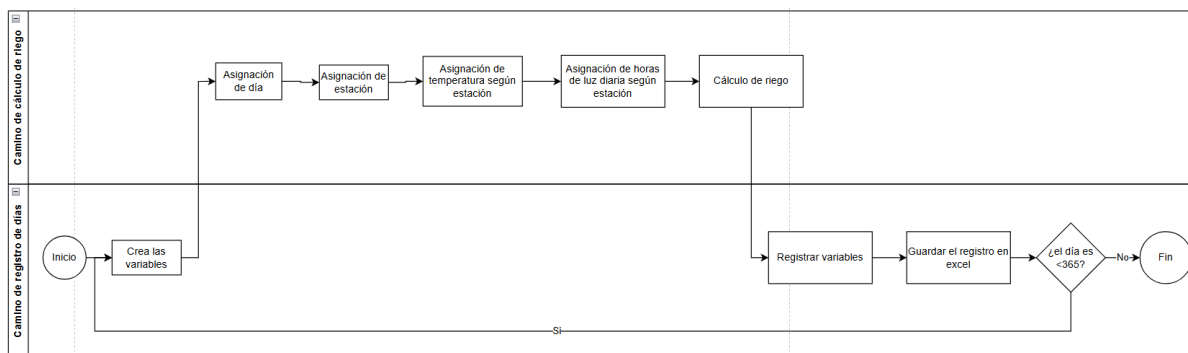 Camino de cálculo de riego
Asignación
de día
Asignación de
estación
Asignación de
temperatura según
estación
Asignación de horas
de luz diaria según
estación
Cálculo de riego
Camino de registro de días
Inicio
Crea las
variables
Registrar variables
Guardar el registro en
excel
¿el día es
<365?
No
Fin
Si